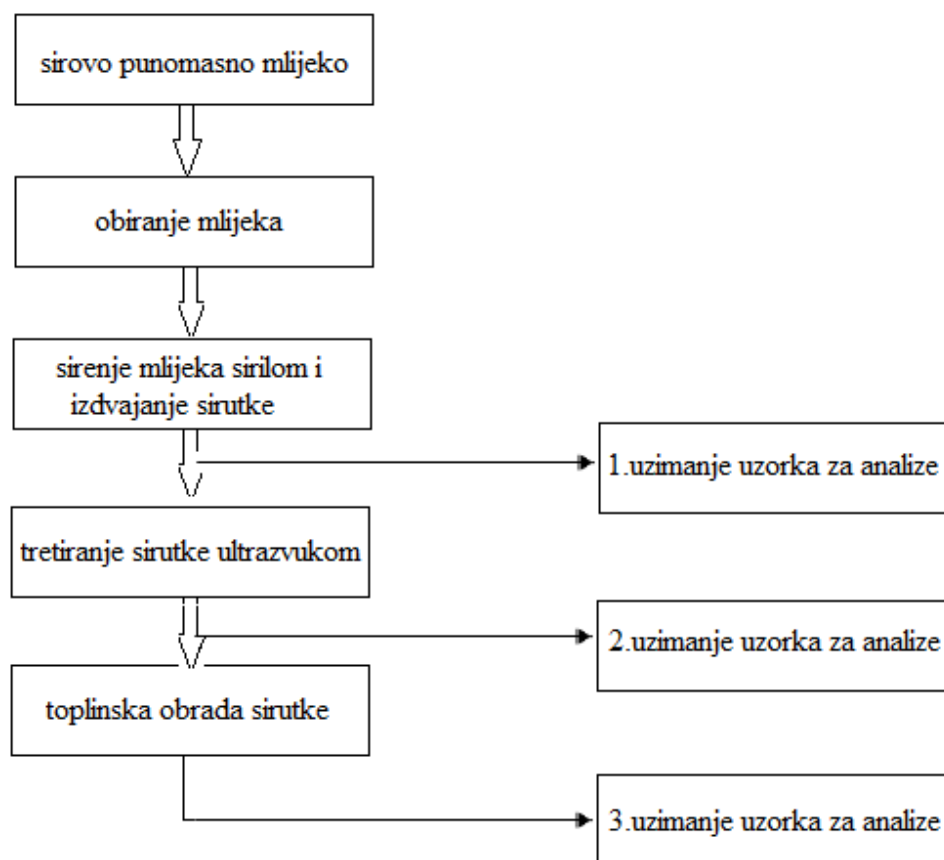 sirovo punomasno mlijeko
obiranje mlijeka
sirenje mlijeka sirilom i
izdvajanje sirutke
1.uzimanje uzorka za analize
tretiranje sirutke ultrazvukom
2.uzimanje uzorka za analize
toplinska obrada sirutke
3.uzimanje uzorka za analize